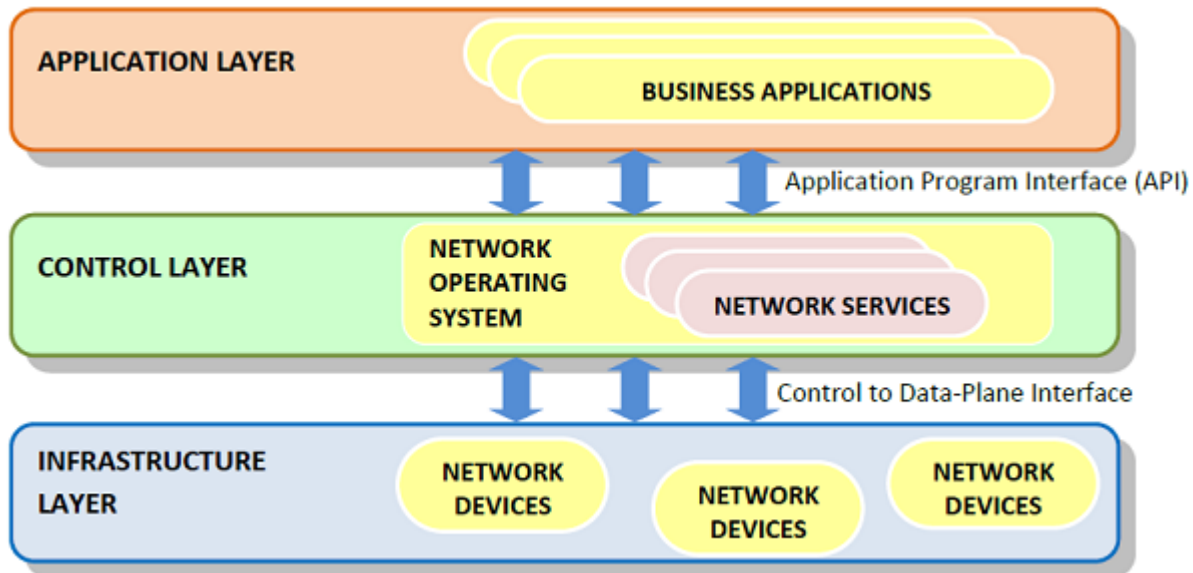 APPLICATION LAYER
BUSINESS APPLICATIONS
Application Program Interface (API)
CONTROL LAYER
NETWORK
OPERATING
SYSTEM
NETWORK SERVICES
Control to Data-Plane Interface
INFRASTRUCTURE
LAYER
NETWORK
DEVICES
NETWORK
DEVICES
NETWORK
DEVICES